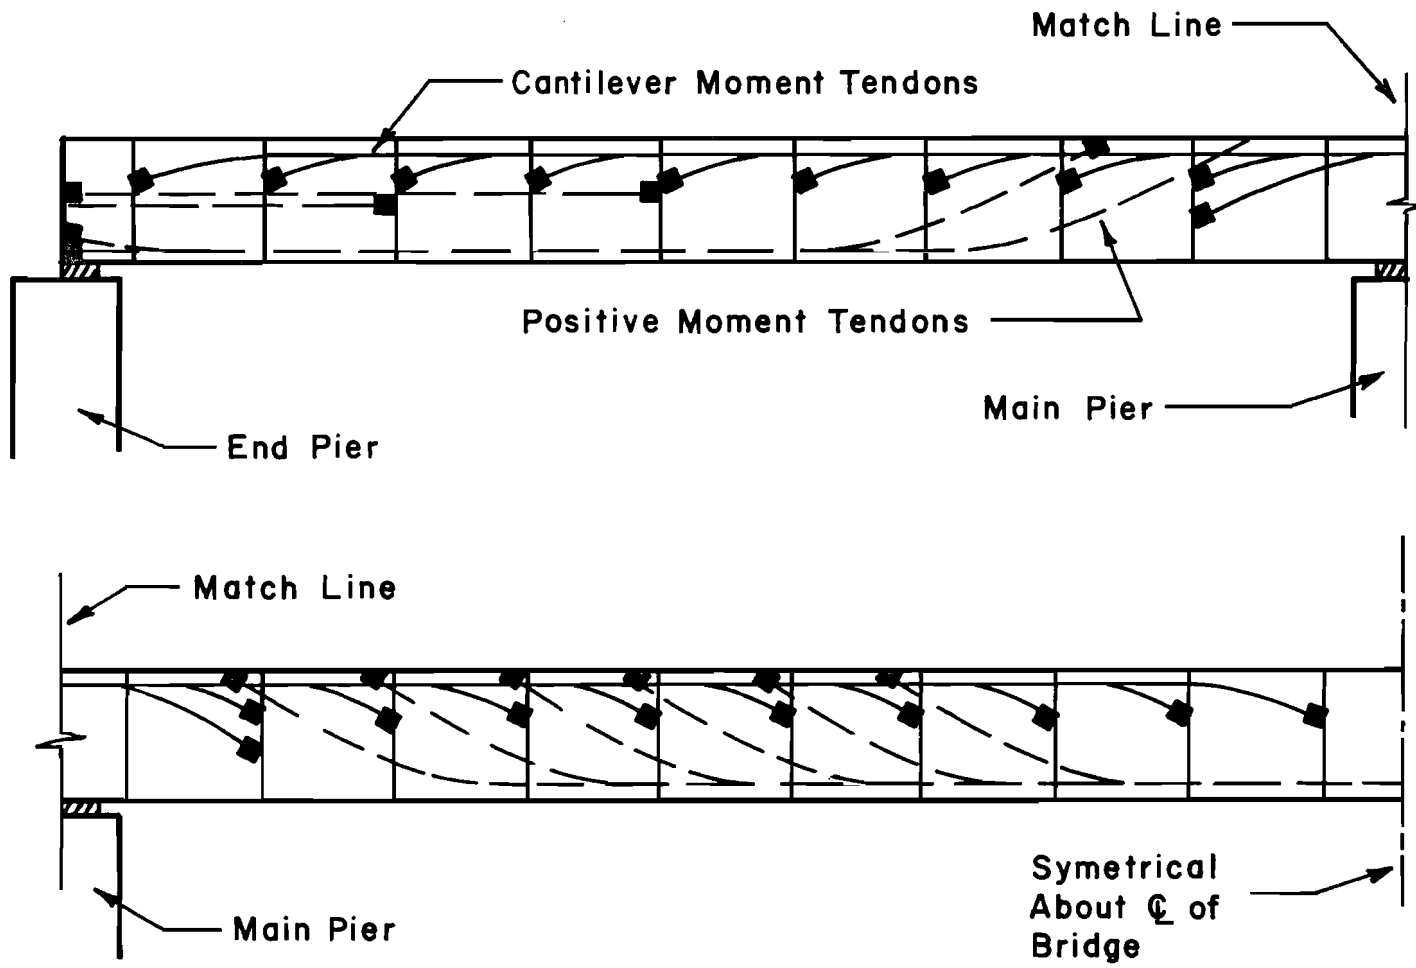 Match Line
Cantilever Moment Tendons
Positive Moment Tendons
Main Pier
End Pier
Match Line
Symetrical
About ℄ of
Bridge
Main Pier